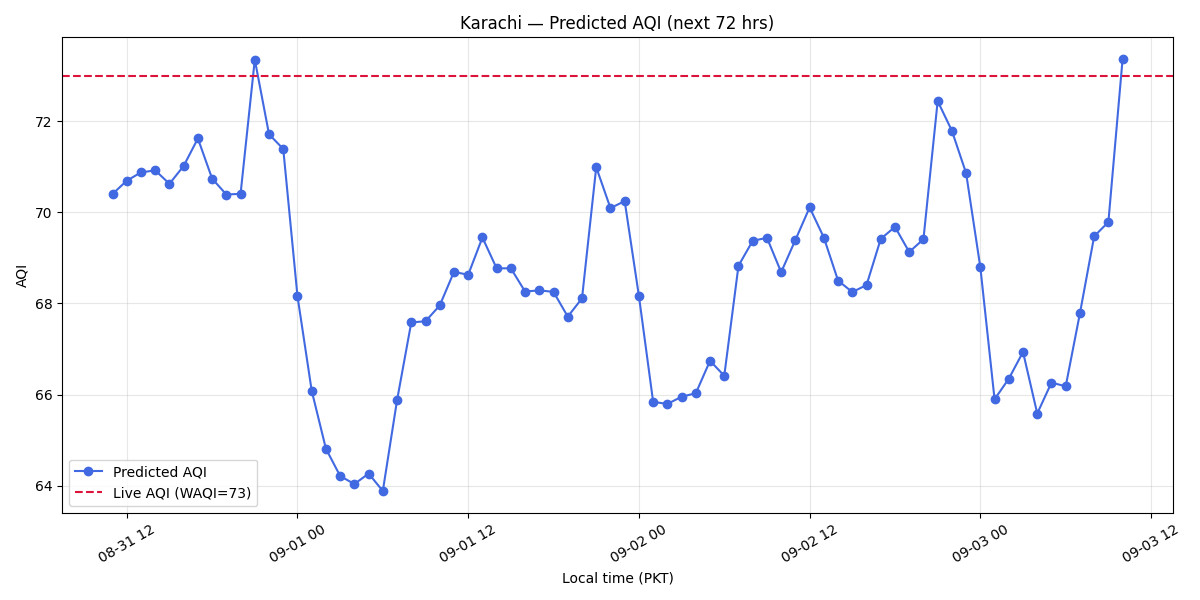 Karachi — Predicted AQI (next 72 hrs)
AQI
72
70
68
66
64
Predicted AQI
Live AQI (WAQI=73)
08-31 12
09-01 00
09-01 12
09-02 00
09-02 12
09-03 00
09-03 12
Local time (PKT)